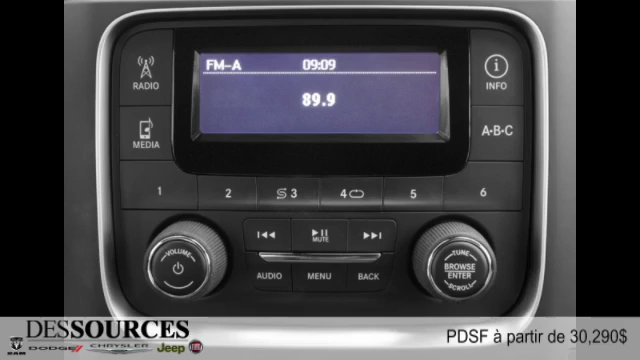 FM-A 09:09
89.9
RADIO
MEDIA
INFO
A-B-C
1 2 3 4 5 6
MUTE
AUDIO MENU BACK
VOLUME
TUNE
BROWSE
ENTER
SCROLL
DESSOURCES
RAM DODGE CHRYSLER Jeep FIAT
PDSF à partir de 30,290$